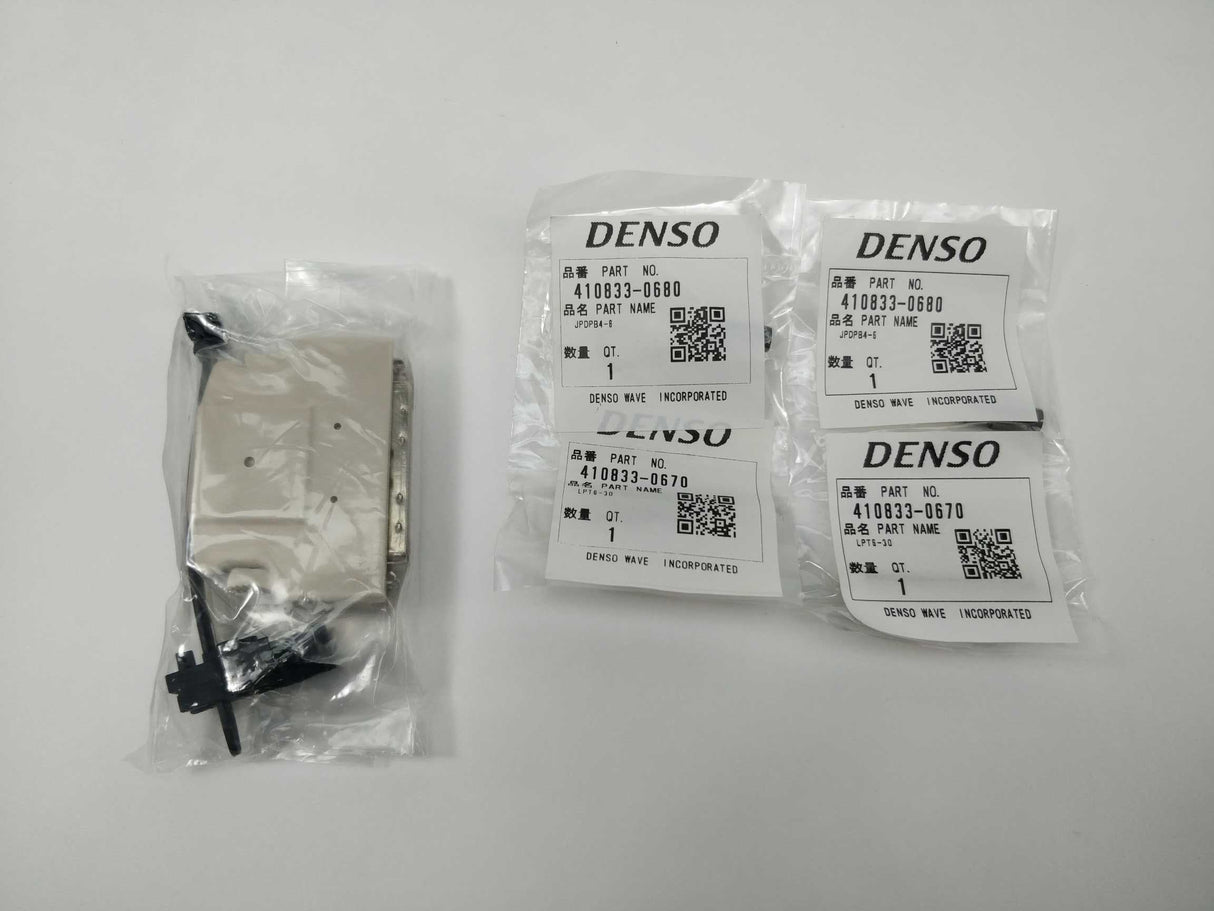 DENSO
品番 PART NO.
410833-0680
品名 PART NAME
JPDPB4-6
数量 QT.
1
DENSO WAVE INCORPORATED
DENSO
品番 PART NO.
410833-0670
品名 PART NAME
LPT6-30
数量 QT.
1
DENSO WAVE INCORPORATED
DENSO
品番 PART NO.
410833-0680
品名 PART NAME
JPDPB4-6
数量 QT.
1
DENSO WAVE INCORPORATED
DENSO
品番 PART NO.
410833-0670
品名 PART NAME
LPT6-30
数量 QT.
1
DENSO WAVE INCORPORATED